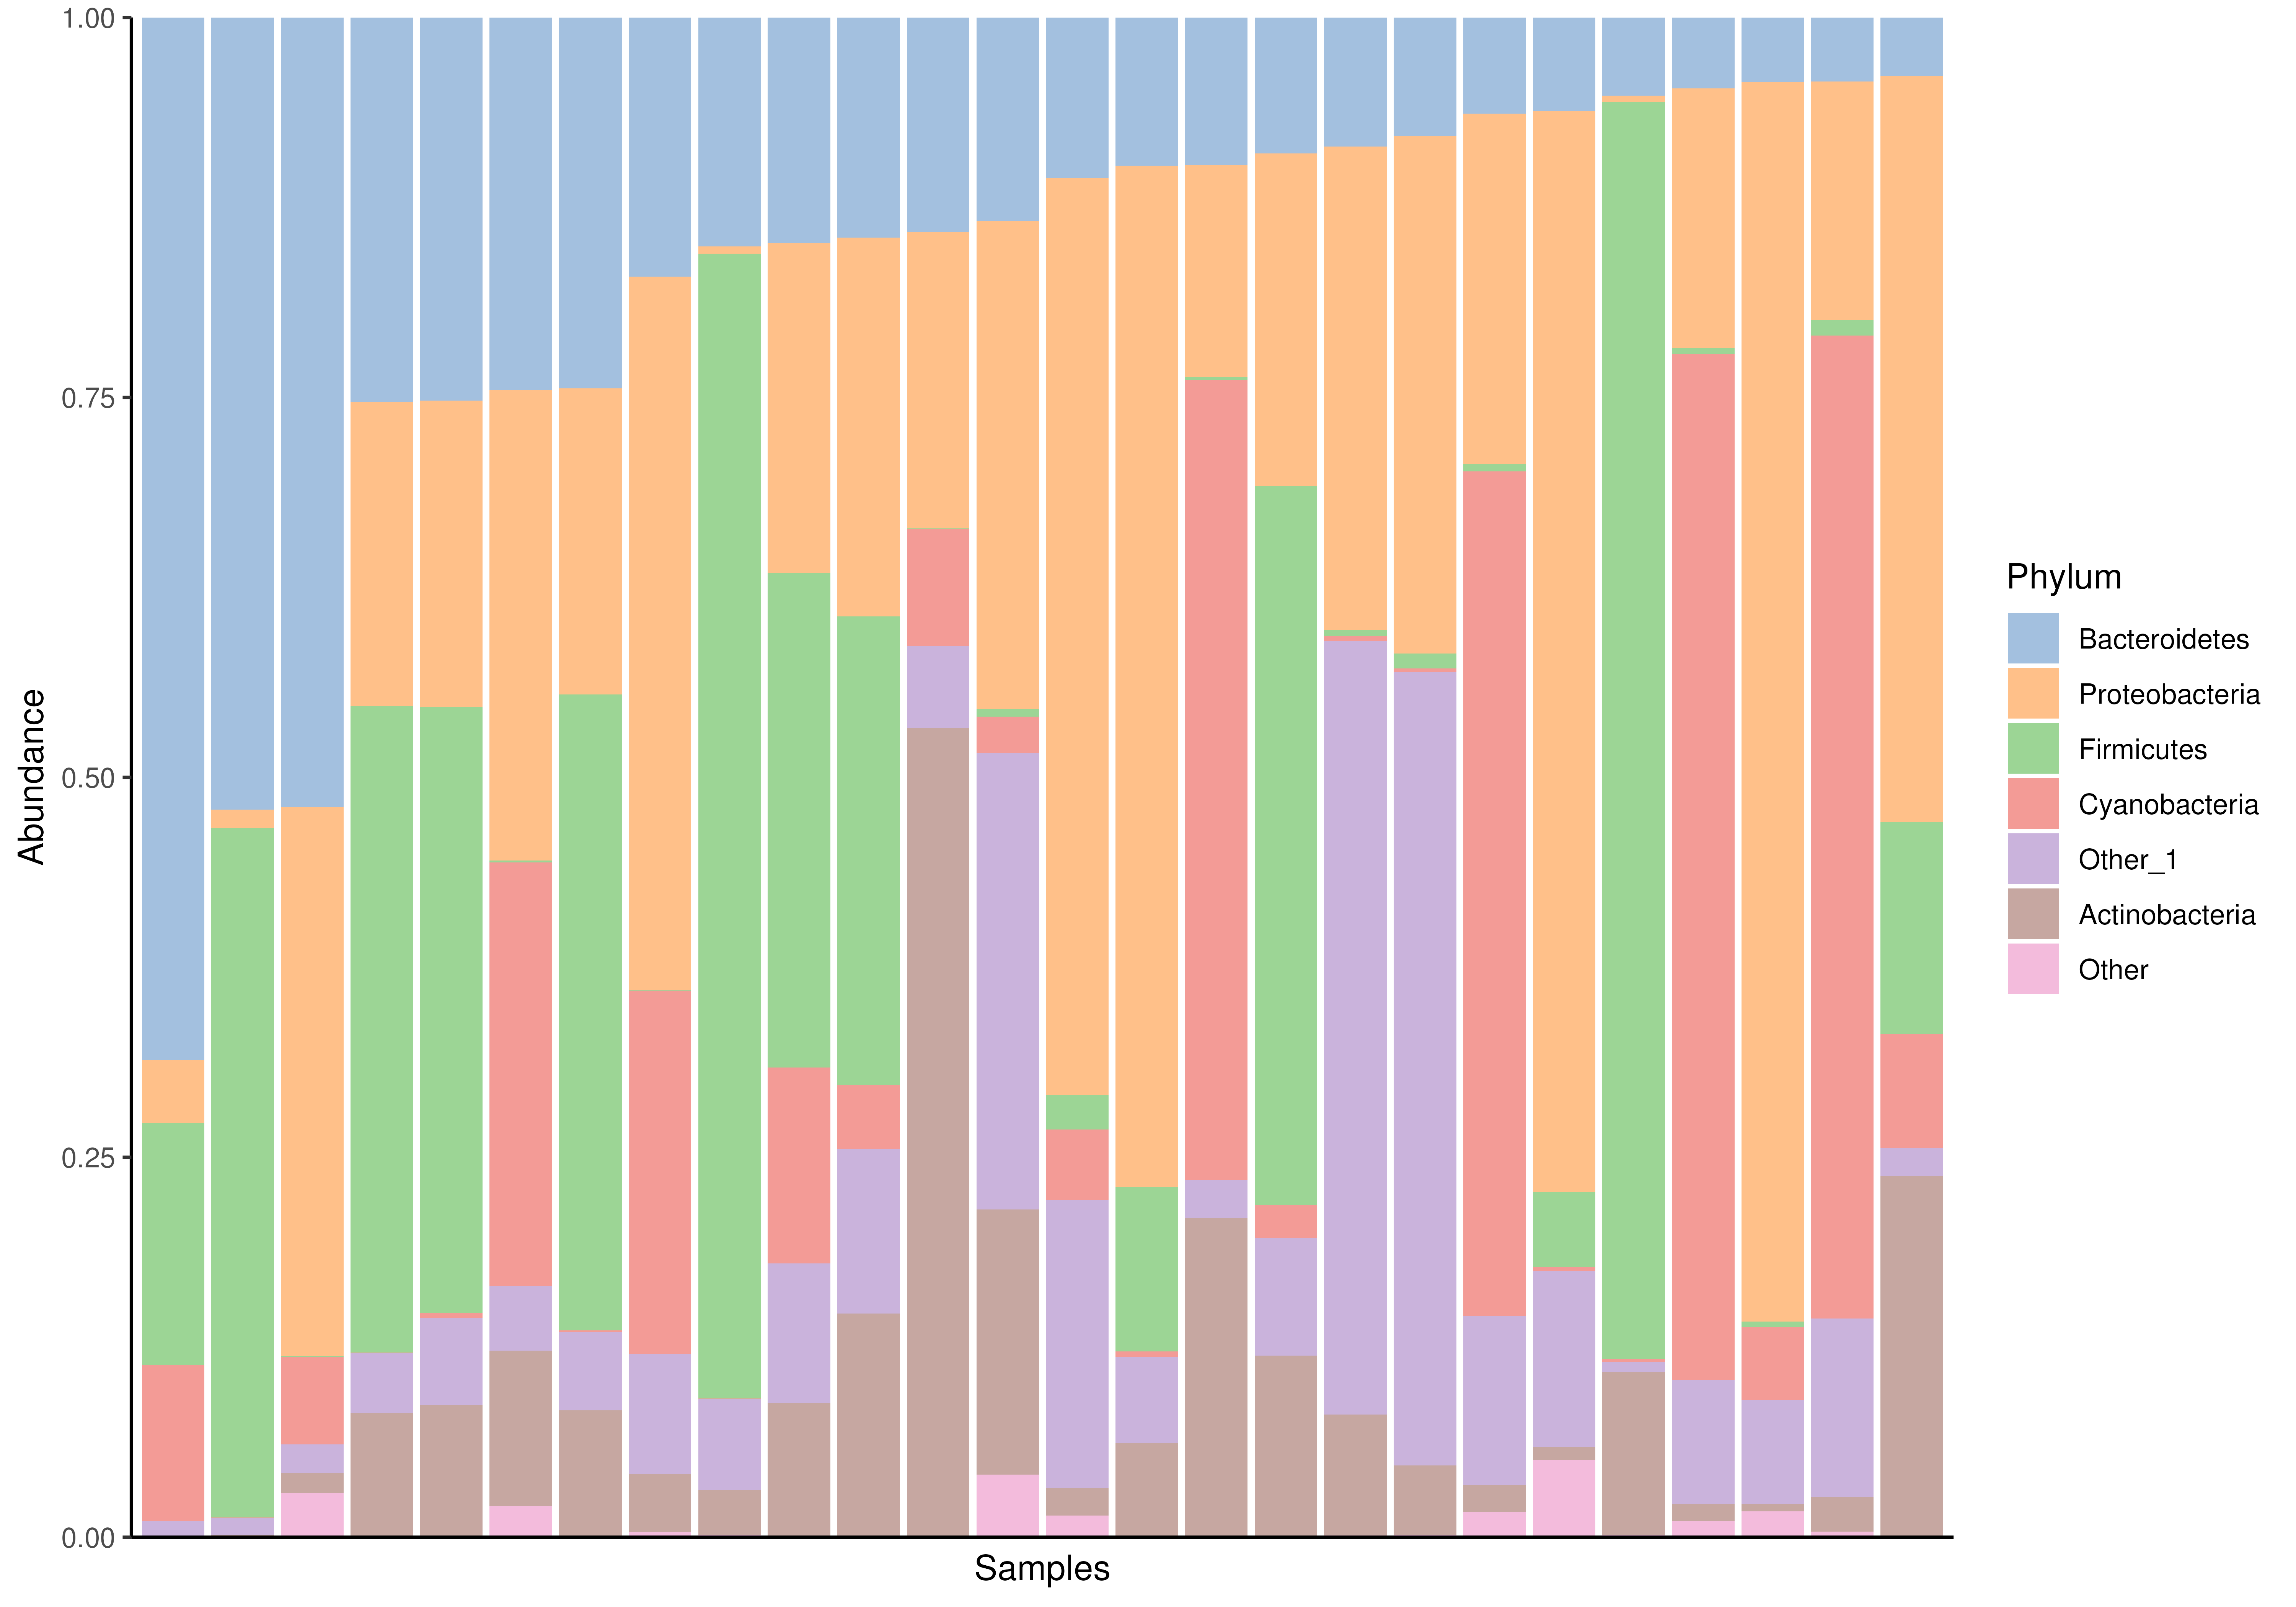 1.00
0.75
0.50
0.25
0.00
Abundance
Samples
Phylum
Bacteroidetes
Proteobacteria
Firmicutes
Cyanobacteria
Other_1
Actinobacteria
Other